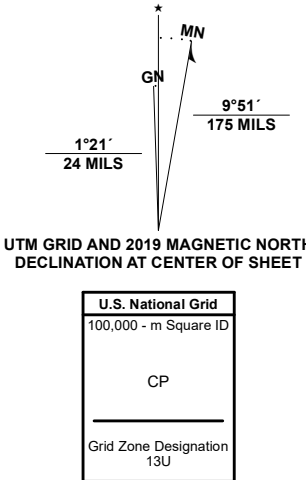 MN
GN
9°51´
175 MILS
1°21´
24 MILS
UTM GRID AND 2019 MAGNETIC NORTH
DECLINATION AT CENTER OF SHEET
U.S. National Grid
100,000 - m Square ID
CP
Grid Zone Designation
13U